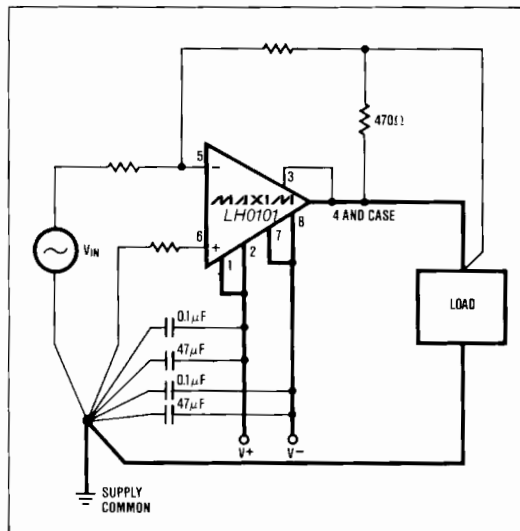 470Ω
5
−
3
MAXIM
LH0101
4 AND CASE
8
7
6
+
2
1
VIN
0.1µF
47µF
0.1µF
47µF
LOAD
V+
V−
SUPPLY
COMMON